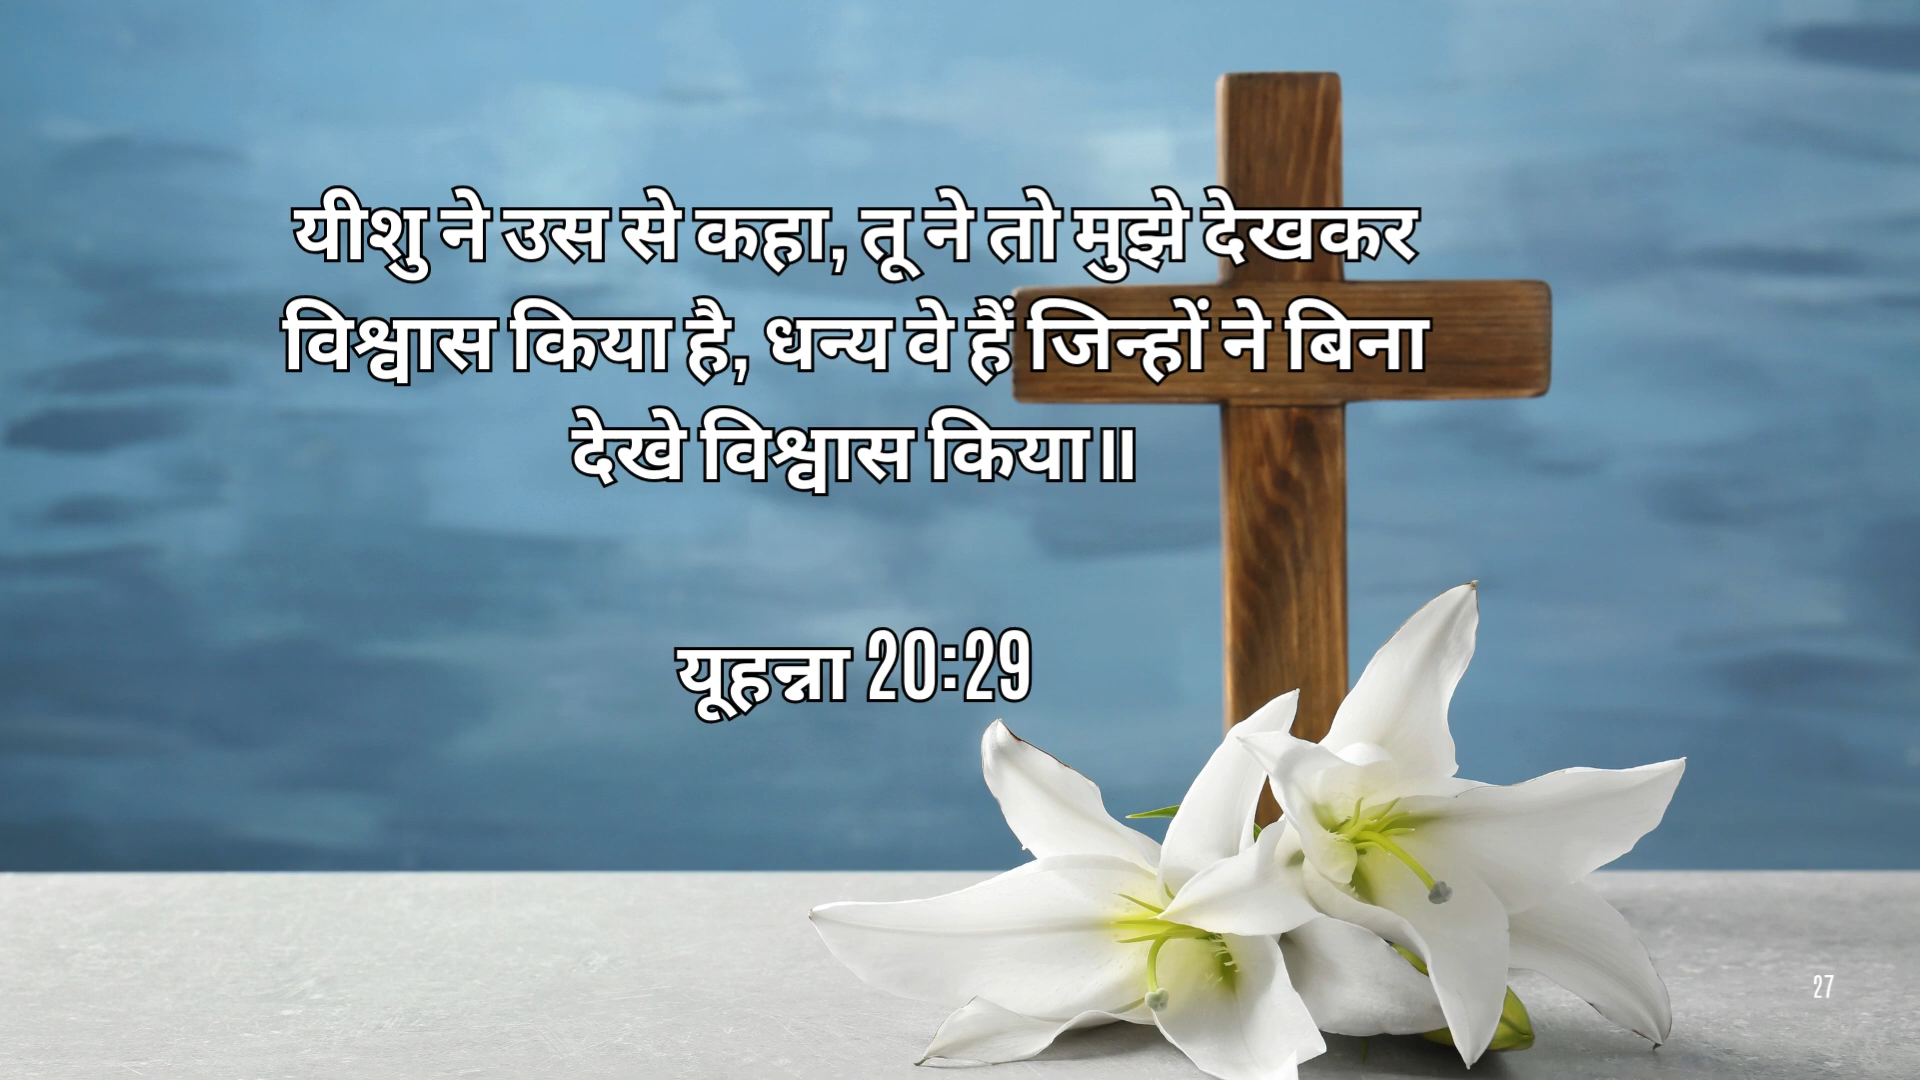 यीशु ने उस से कहा, तू ने तो मुझे देखकर
विश्वास किया है, धन्य वे हैं जिन्हों ने बिना
देखे विश्वास किया॥
यूहन्ना 20:29
27